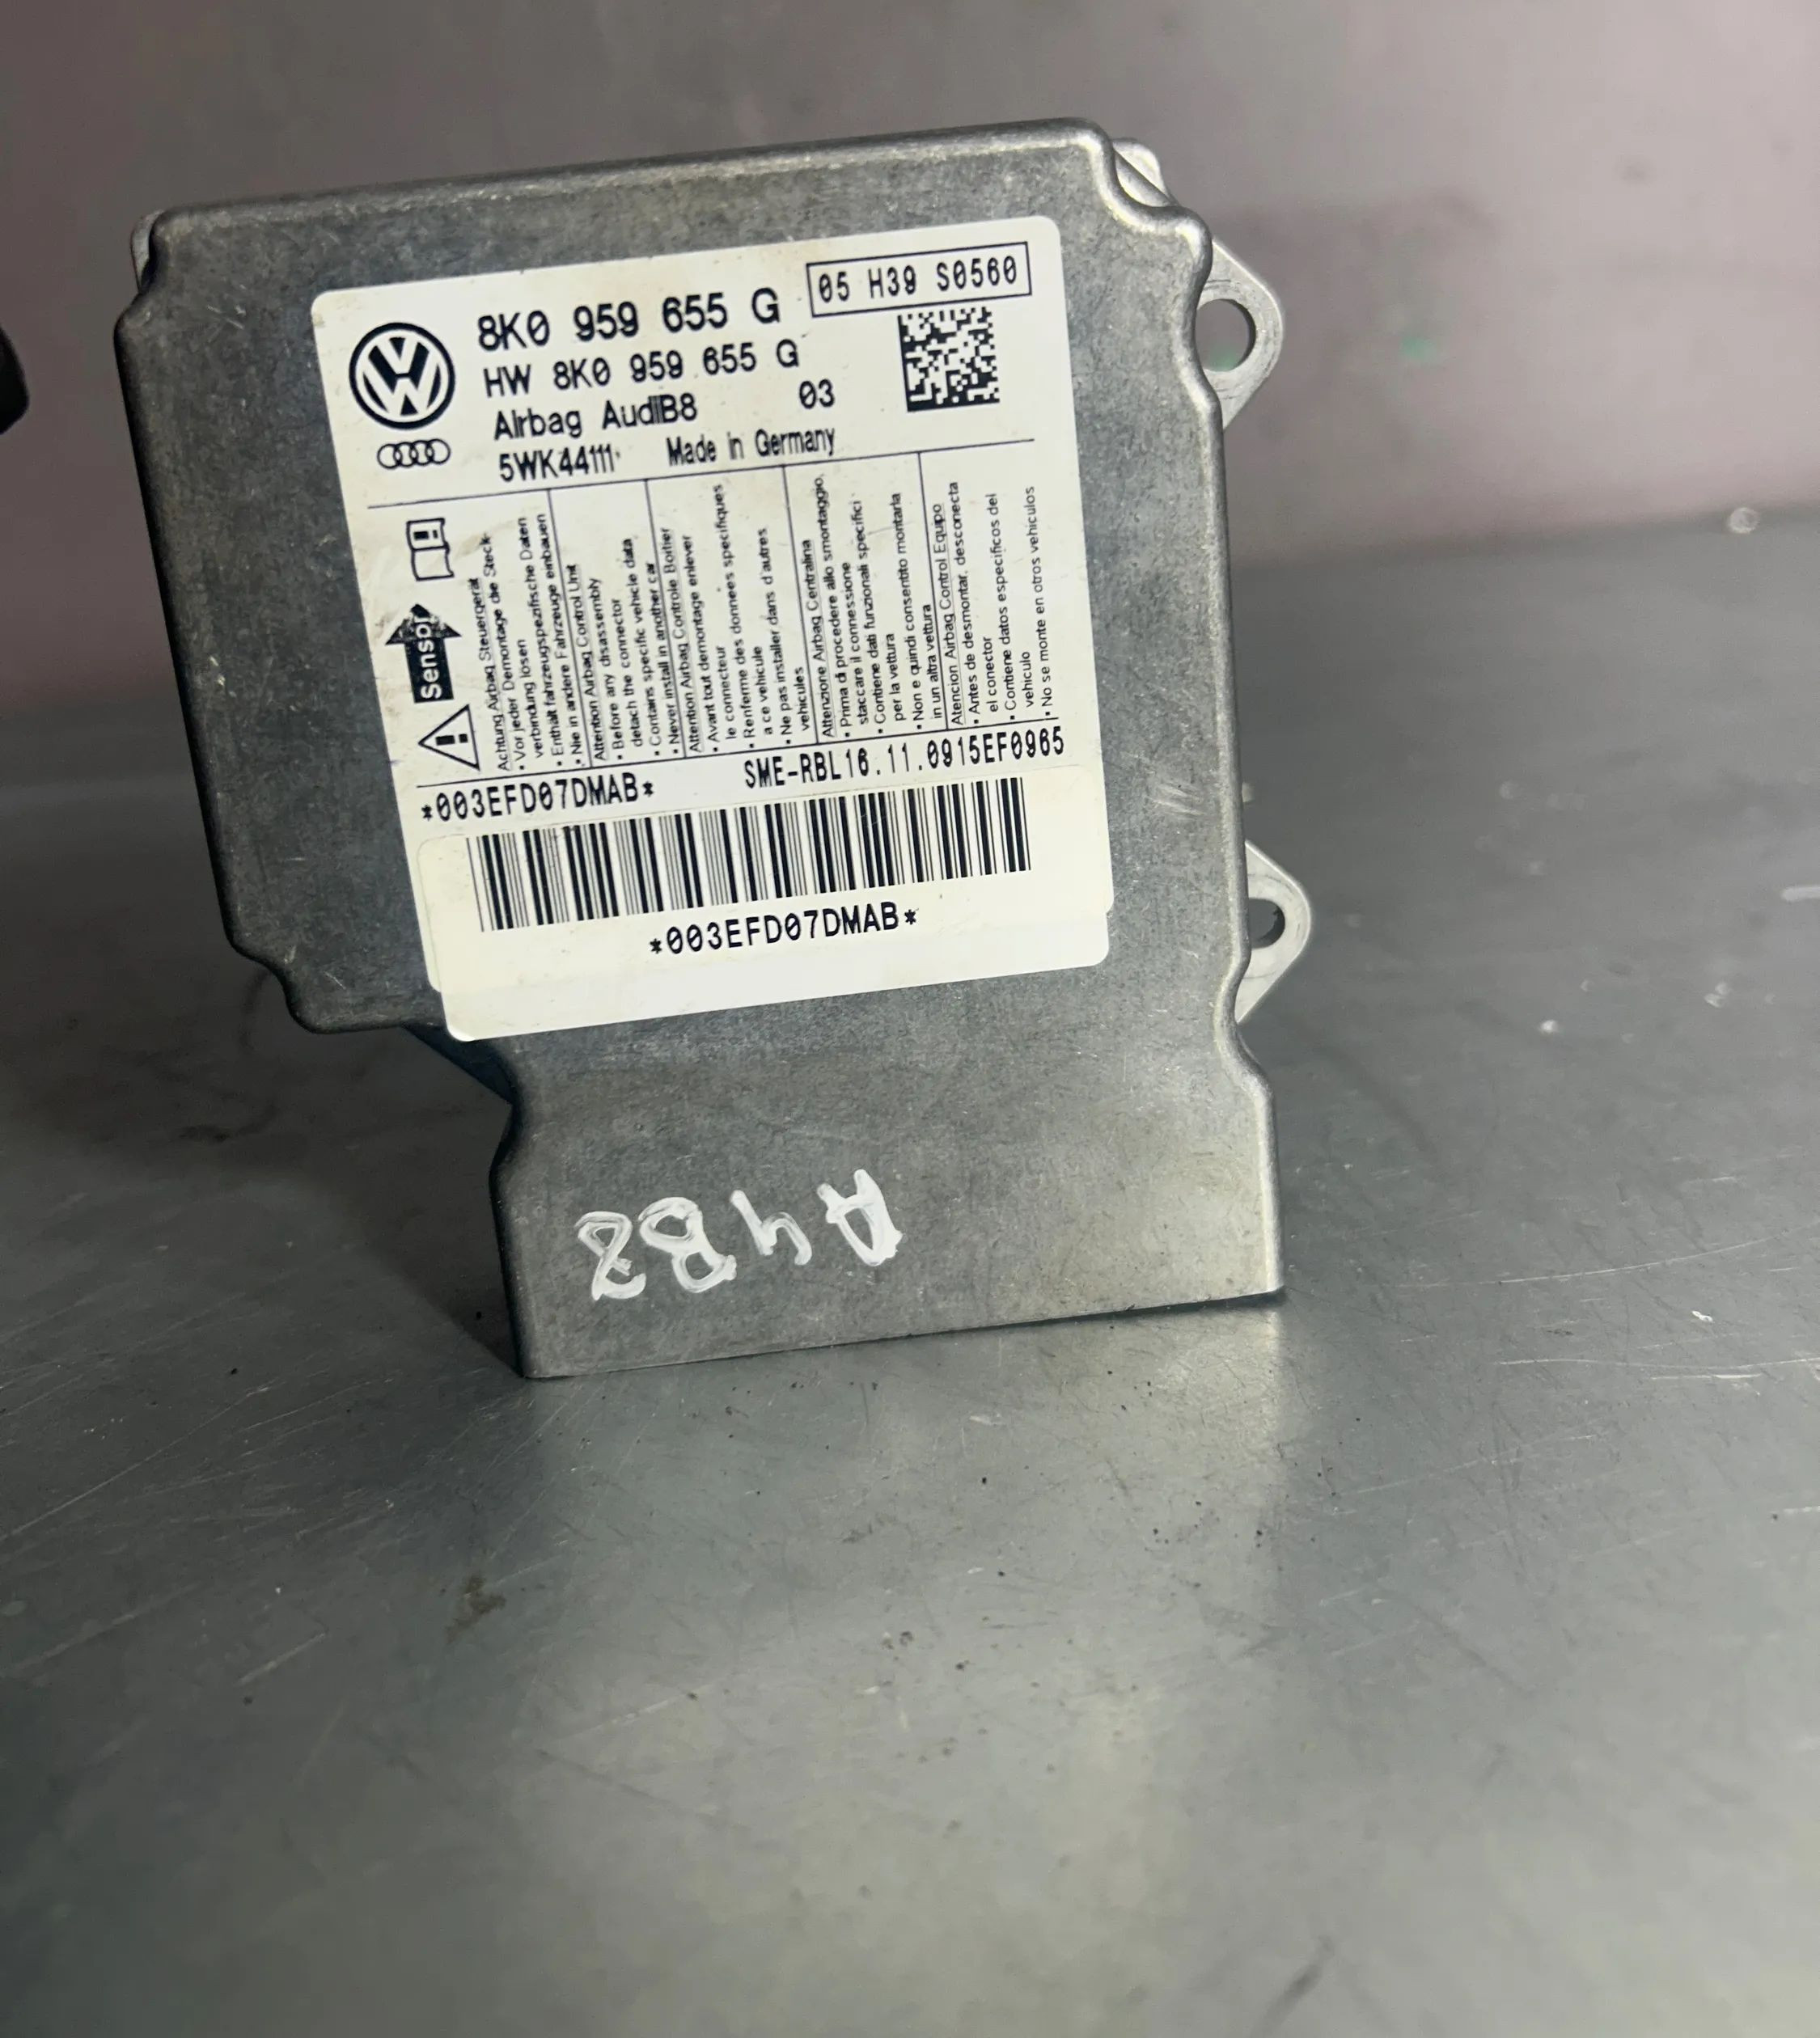 8K0 959 655 G
05 H39 S0560
HW 8K0 959 655 G
Airbag AudiB8 03
5WK44111 Made in Germany
Sensor
Achtung Airbag Steuergerät
• Vor jeder Demontage die Steck-
verbindung lösen
• Enthält fahrzeugspezifische Daten
• Nie in andere Fahrzeuge einbauen
Attention Airbag Control Unit
• Before any disassembly
detach the connector
• Contains specific vehicle data
• Never install in another car
Attention Airbag Controle Boitier
• Avant tout demontage enlever
le connecteur
• Renferme des donnees specifiques
a ce vehicule
• Ne pas installer dans d'autres
vehicules
Attenzione Airbag Centralina
• Prima di procedere allo smontaggio,
staccare il connessione
• Contiene dati funzionali specifici
per la vettura
• Non e quindi consentito montarla
in un altra vettura
Atencion Airbag Control Equipo
• Antes de desmontar, desconecta
el conector
• Contiene datos especificos del
vehiculo
• No se monte en otros vehiculos
*003EFD07DMAB* SME-RBL16.11.0915EF0965
*003EFD07DMAB*
A4B8